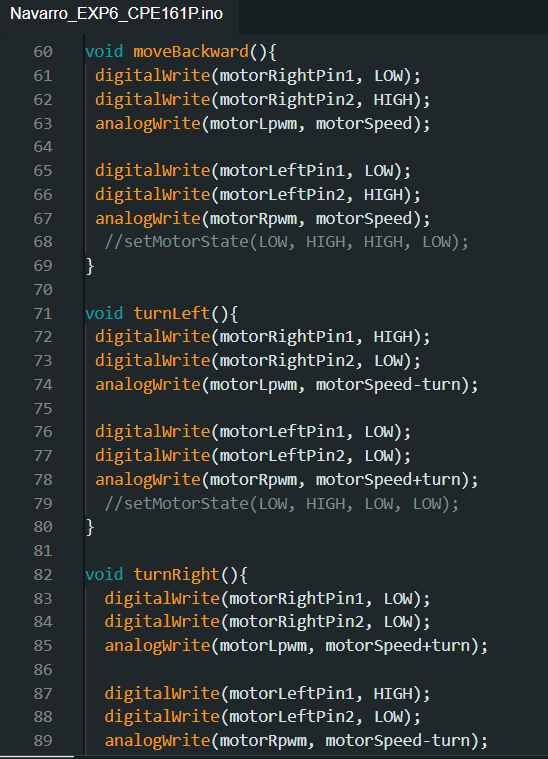 Navarro_EXP6_CPE161P.ino
60 void moveBackward(){
61 digitalWrite(motorRightPin1, LOW);
62 digitalWrite(motorRightPin2, HIGH);
63 analogWrite(motorLpwm, motorSpeed);
64
65 digitalWrite(motorLeftPin1, LOW);
66 digitalWrite(motorLeftPin2, HIGH);
67 analogWrite(motorRpwm, motorSpeed);
68 //setMotorState(LOW, HIGH, HIGH, LOW);
69 }
70
71 void turnLeft(){
72 digitalWrite(motorRightPin1, HIGH);
73 digitalWrite(motorRightPin2, LOW);
74 analogWrite(motorLpwm, motorSpeed-turn);
75
76 digitalWrite(motorLeftPin1, LOW);
77 digitalWrite(motorLeftPin2, LOW);
78 analogWrite(motorRpwm, motorSpeed+turn);
79 //setMotorState(LOW, HIGH, LOW, LOW);
80 }
81
82 void turnRight(){
83 digitalWrite(motorRightPin1, LOW);
84 digitalWrite(motorRightPin2, LOW);
85 analogWrite(motorLpwm, motorSpeed+turn);
86
87 digitalWrite(motorLeftPin1, HIGH);
88 digitalWrite(motorLeftPin2, LOW);
89 analogWrite(motorRpwm, motorSpeed-turn);